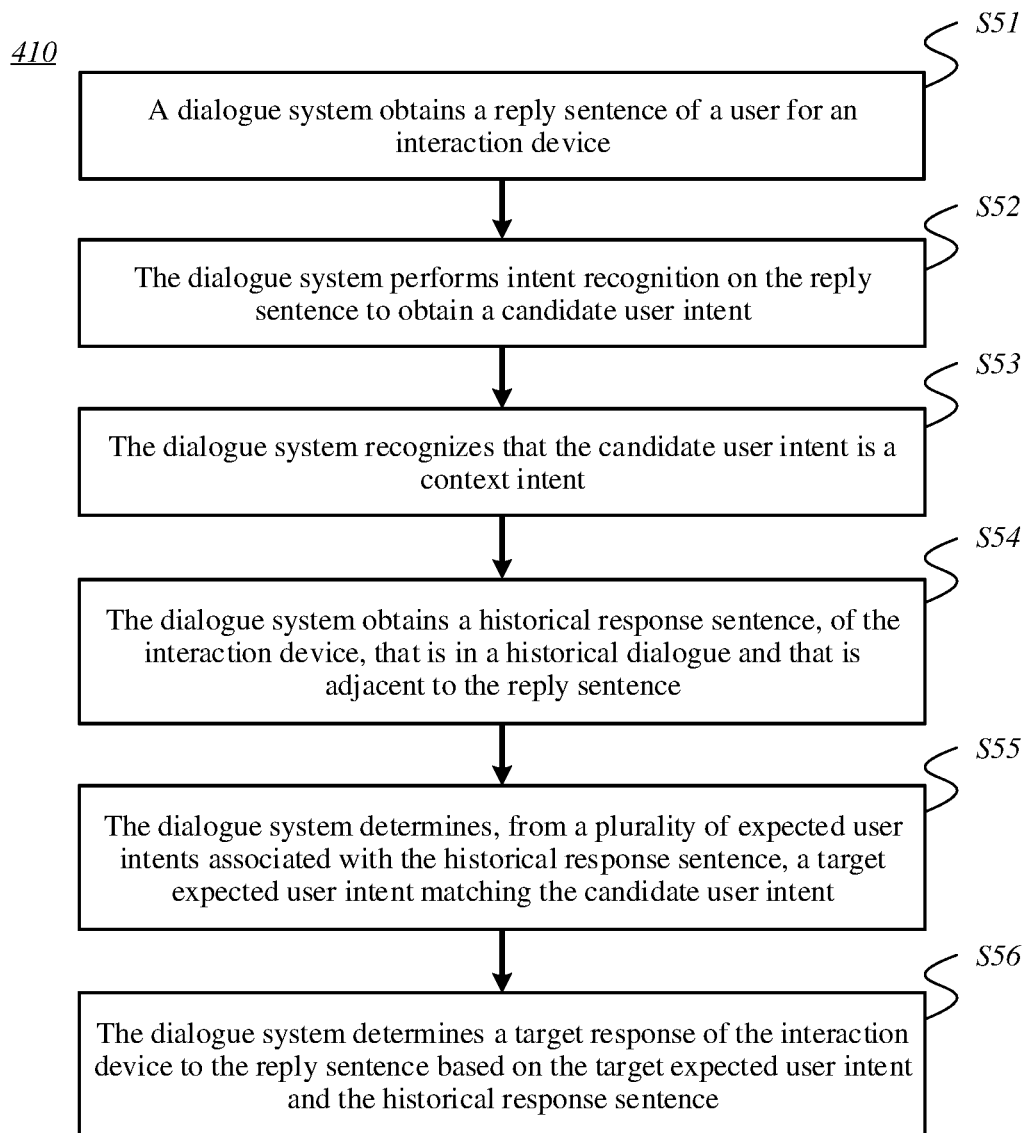 410
S51
A dialogue system obtains a reply sentence of a user for an
interaction device
S52
The dialogue system performs intent recognition on the reply
sentence to obtain a candidate user intent
S53
The dialogue system recognizes that the candidate user intent is a
context intent
S54
The dialogue system obtains a historical response sentence, of the
interaction device, that is in a historical dialogue and that is
adjacent to the reply sentence
S55
The dialogue system determines, from a plurality of expected user
intents associated with the historical response sentence, a target
expected user intent matching the candidate user intent
S56
The dialogue system determines a target response of the interaction
device to the reply sentence based on the target expected user intent
and the historical response sentence